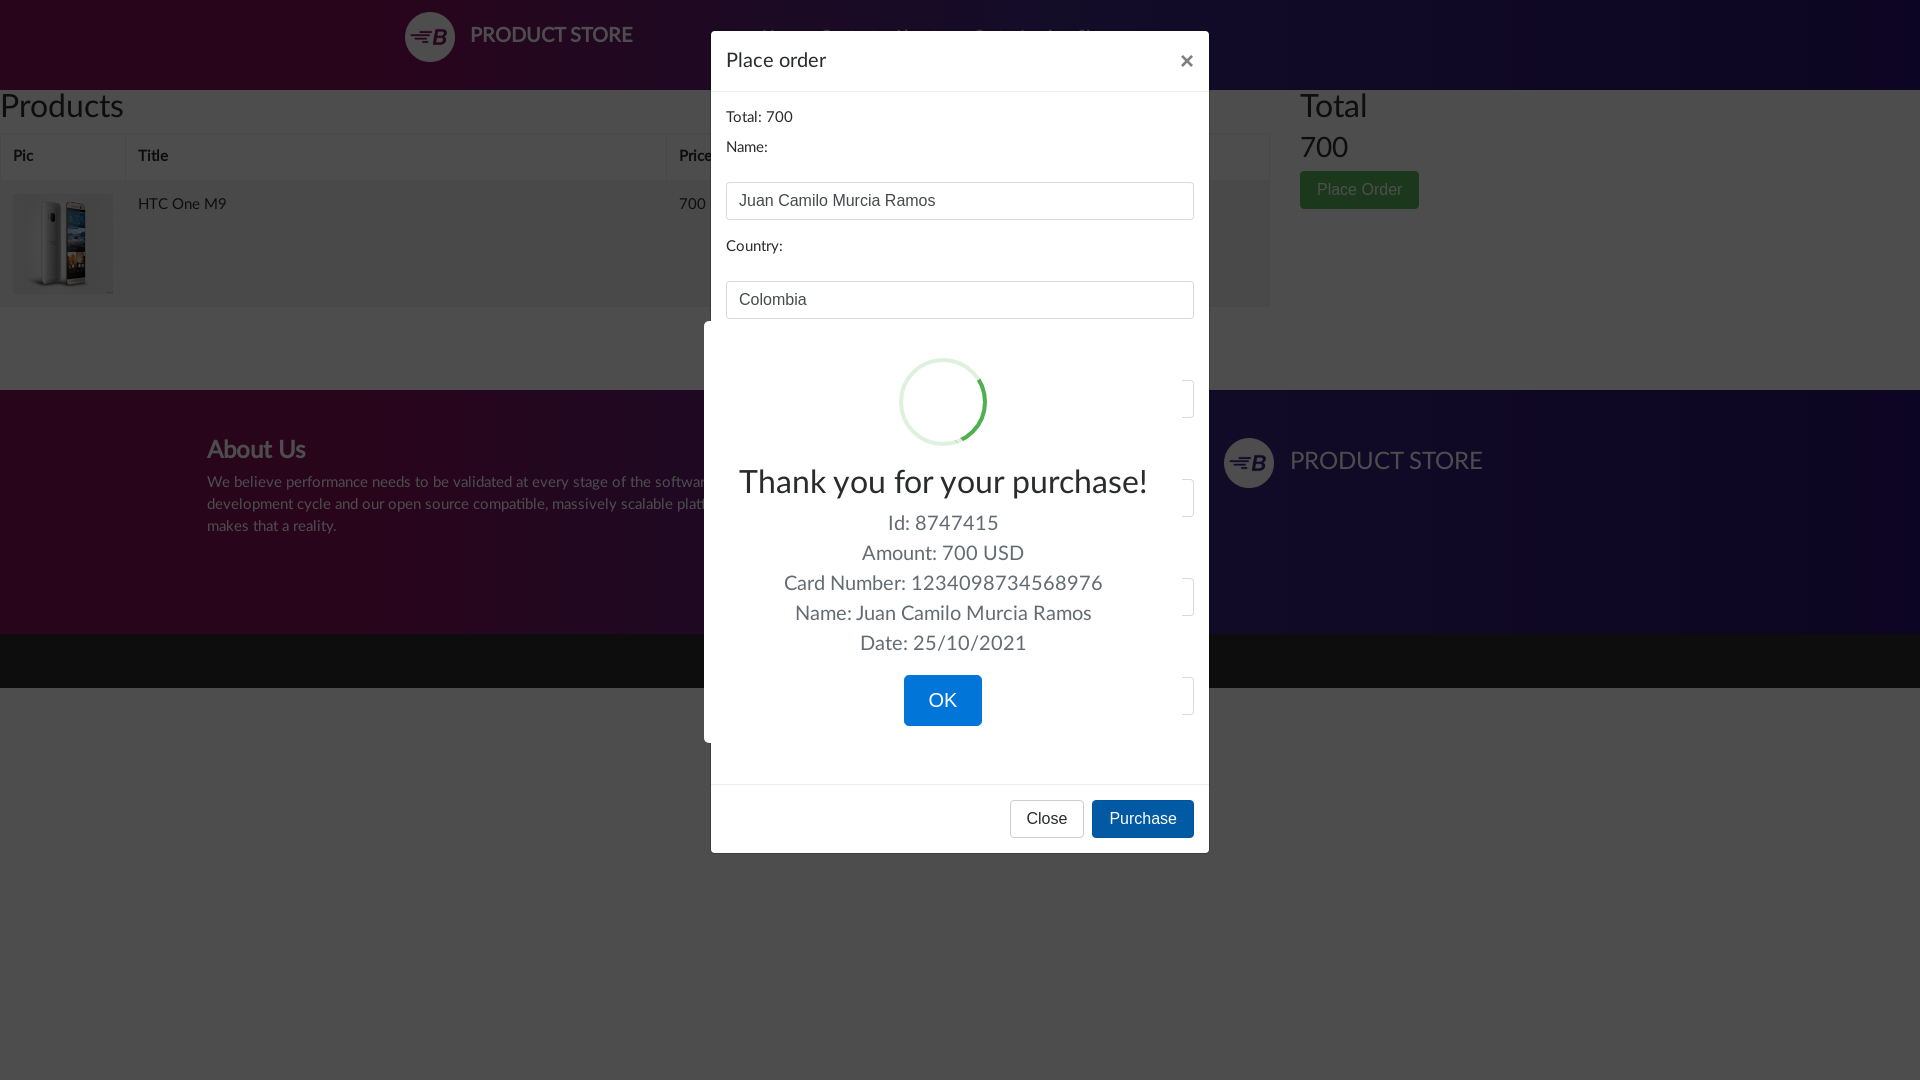 PRODUCT STORE
Place order
×
Products
Total
Total: 700
700
Name:
Pic
Title
Price
Place Order
HTC One M9
700
Juan Camilo Murcia Ramos
Country:
Colombia
About Us
We believe performance needs to be validated at every stage of the software
development cycle and our open source compatible, massively scalable
makes that a reality.
PRODUCT STORE
Thank you for your purchase!
Id: 8747415
Amount: 700 USD
Card Number: 1234098734568976
Name: Juan Camilo Murcia Ramos
Date: 25/10/2021
OK
Close
Purchase